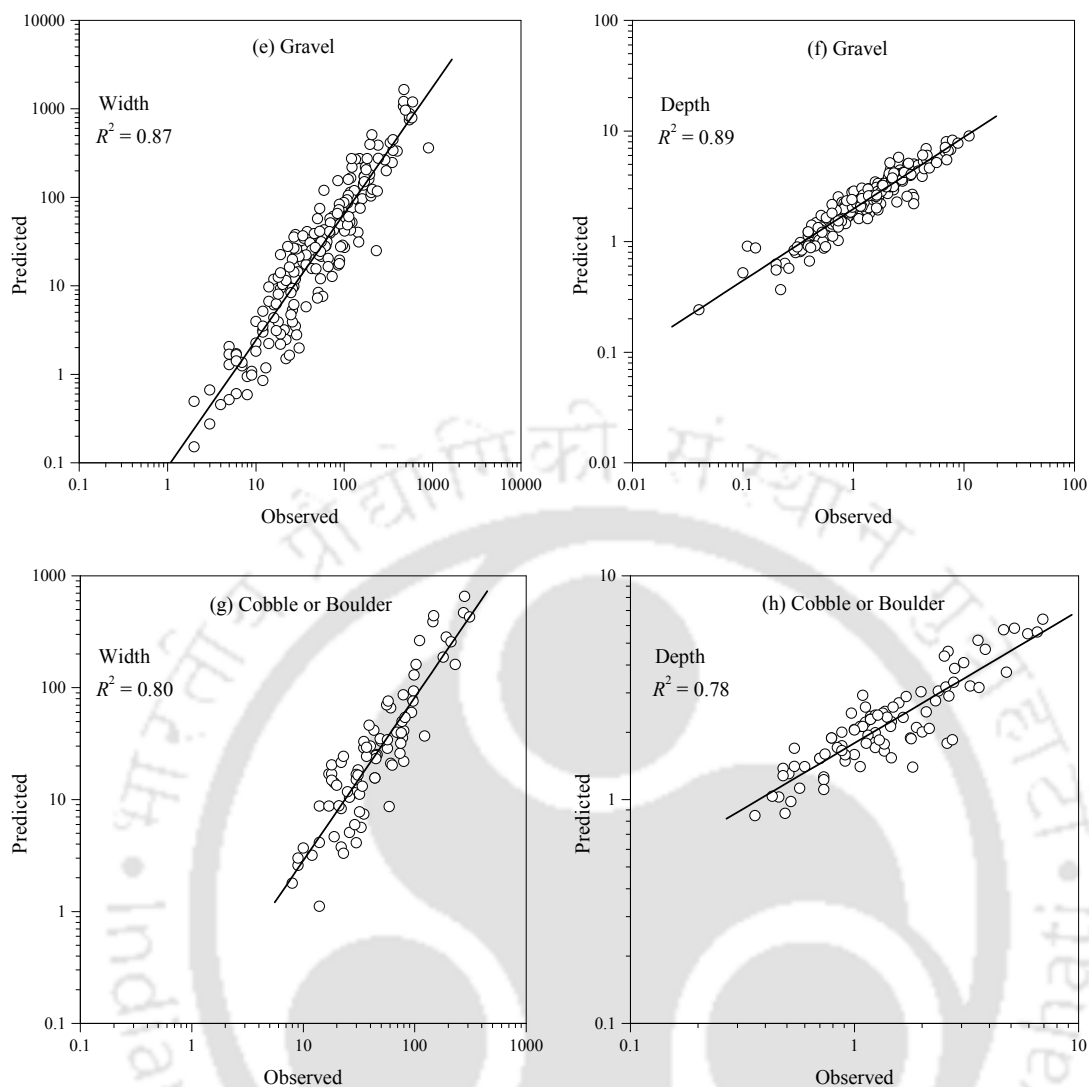 (e) Gravel
Width
R² = 0.87
Predicted
10000
1000
100
10
1
0.1
0.1 1 10 100 1000 10000
Observed
(f) Gravel
Depth
R² = 0.89
Predicted
100
10
1
0.1
0.01
0.01 0.1 1 10 100
Observed
(g) Cobble or Boulder
Width
R² = 0.80
Predicted
1000
100
10
1
0.1
0.1 1 10 100 1000
Observed
(h) Cobble or Boulder
Depth
R² = 0.78
Predicted
10
1
0.1
0.1 1 10
Observed